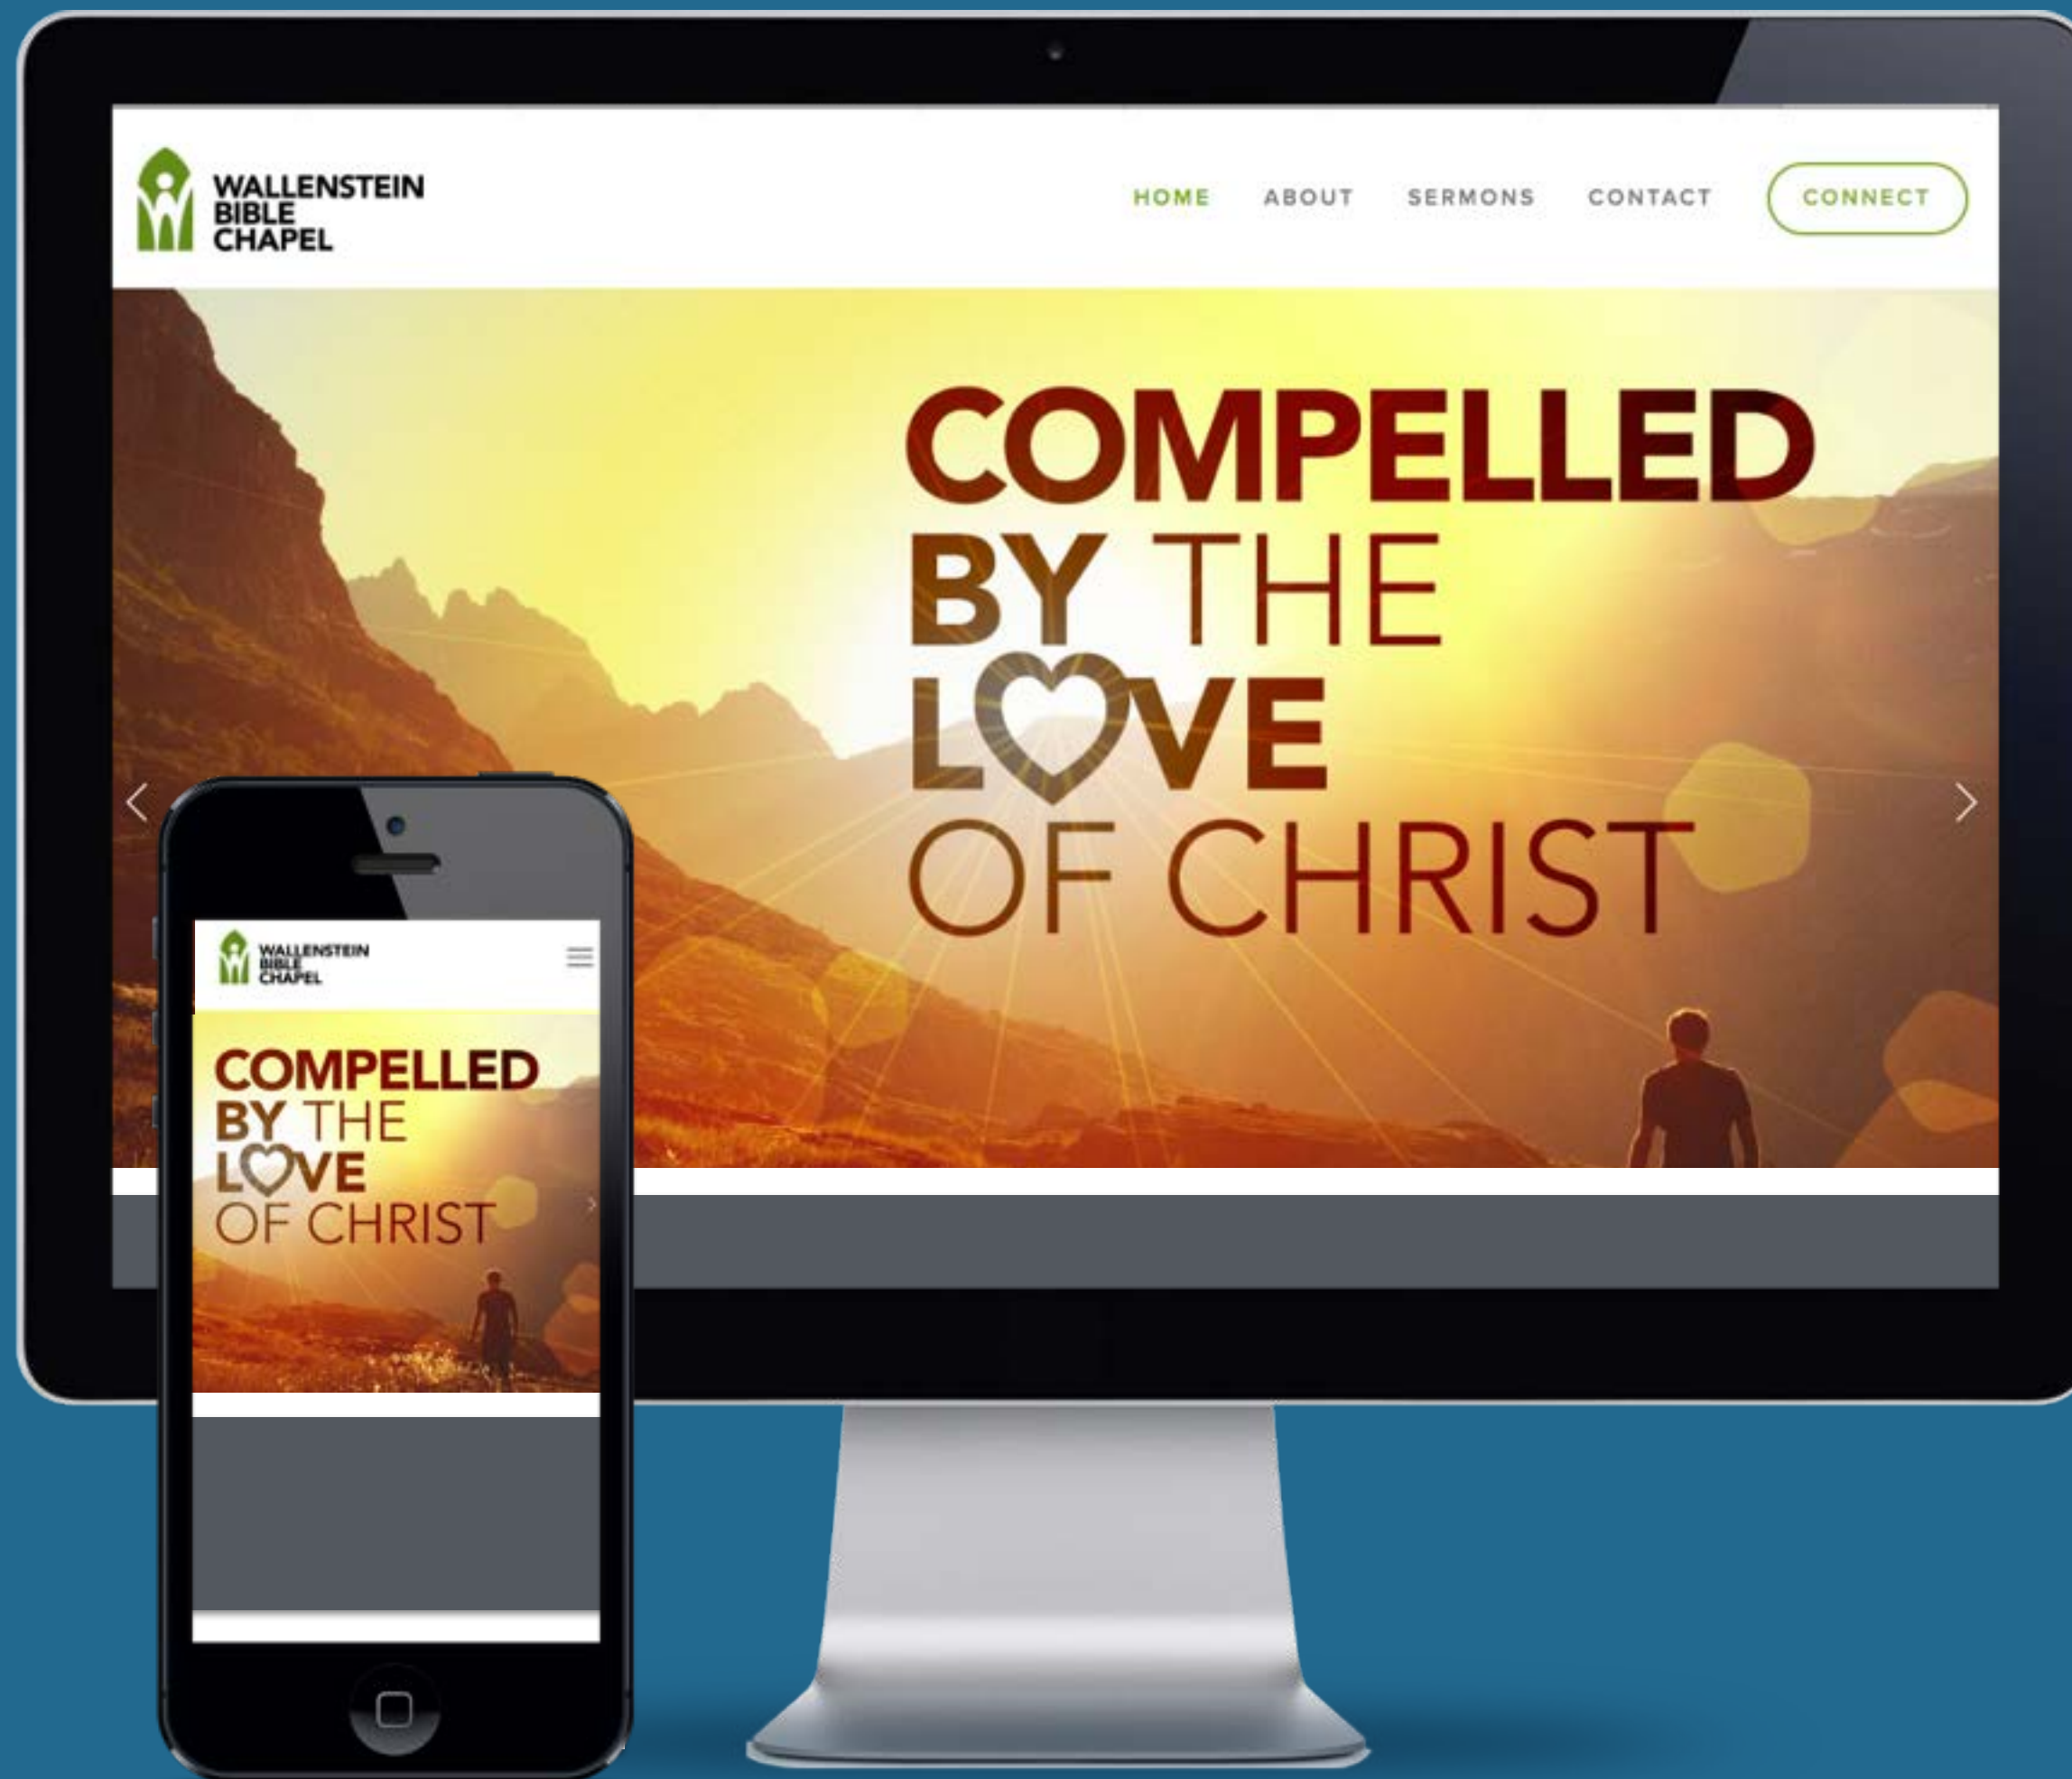 WALLENSTEIN
BIBLE
CHAPEL
HOME ABOUT SERMONS CONTACT CONNECT
COMPELLED
BY THE
LOVE
OF CHRIST
WALLENSTEIN
BIBLE
CHAPEL
COMPELLED
BY THE
LOVE
OF CHRIST